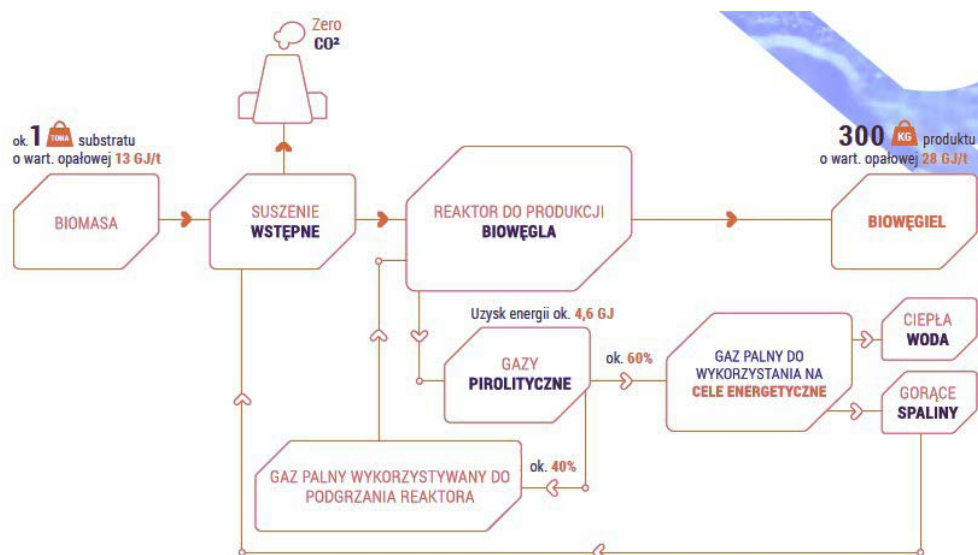 Zero
CO²
ok. 1 TONA substratu
o wart. opałowej 13 GJ/t
300 KG produktu
o wart. opałowej 28 GJ/t
BIOMASA
SUSZENIE
WSTĘPNE
REAKTOR DO PRODUKCJI
BIOWĘGLA
BIOWĘGIEL
Uzysk energii ok. 4,6 GJ
GAZY
PIROLITYCZNE
ok. 60%
GAZ PALNY DO
WYKORZYSTANIA NA
CELE ENERGETYCZNE
CIEPŁA
WODA
GORĄCE
SPALINY
ok. 40%
GAZ PALNY WYKORZYSTYWANY DO
PODGRZANIA REAKTORA